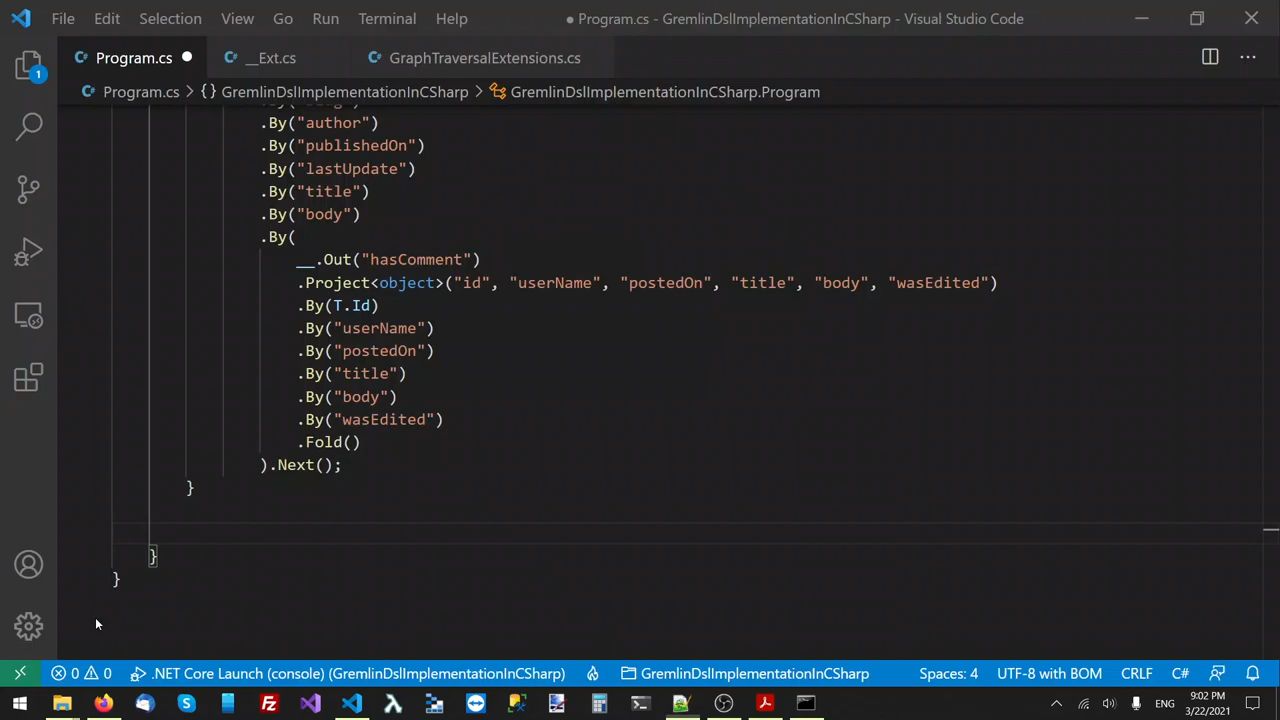 File Edit Selection View Go Run Terminal Help ● Program.cs - GremlinDslImplementationInCSharp - Visual Studio Code
Program.cs ● __Ext.cs GraphTraversalExtensions.cs
Program.cs > {} GremlinDslImplementationInCSharp > GremlinDslImplementationInCSharp.Program
.By("author")
.By("publishedOn")
.By("lastUpdate")
.By("title")
.By("body")
.By(
__.Out("hasComment")
.Project<object>("id", "userName", "postedOn", "title", "body", "wasEdited")
.By(T.Id)
.By("userName")
.By("postedOn")
.By("title")
.By("body")
.By("wasEdited")
.Fold()
).Next();
}
}
}
1
0 0 .NET Core Launch (console) (GremlinDslImplementationInCSharp) GremlinDslImplementationInCSharp Spaces: 4 UTF-8 with BOM CRLF C#
ENG 9:02 PM
3/22/2021